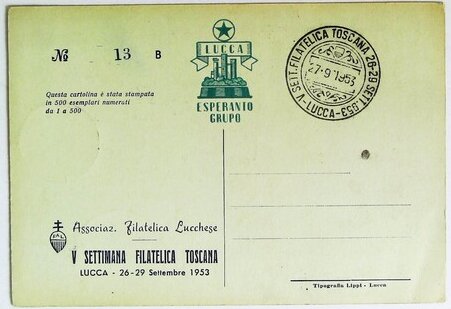 No 13 B
Questa cartolina è stata stampata
in 500 esemplari numerati
da 1 a 500
LUCCA
ESPERANTO
GRUPO
V SETT. FILATELICA TOSCANA 26-29 SETT. 953
27·9·1953
-LUCCA-
Associaz. Filatelica Lucchese
V SETTIMANA FILATELICA TOSCANA
LUCCA - 26-29 Settembre 1953
Tipografia Lippi - Lucca